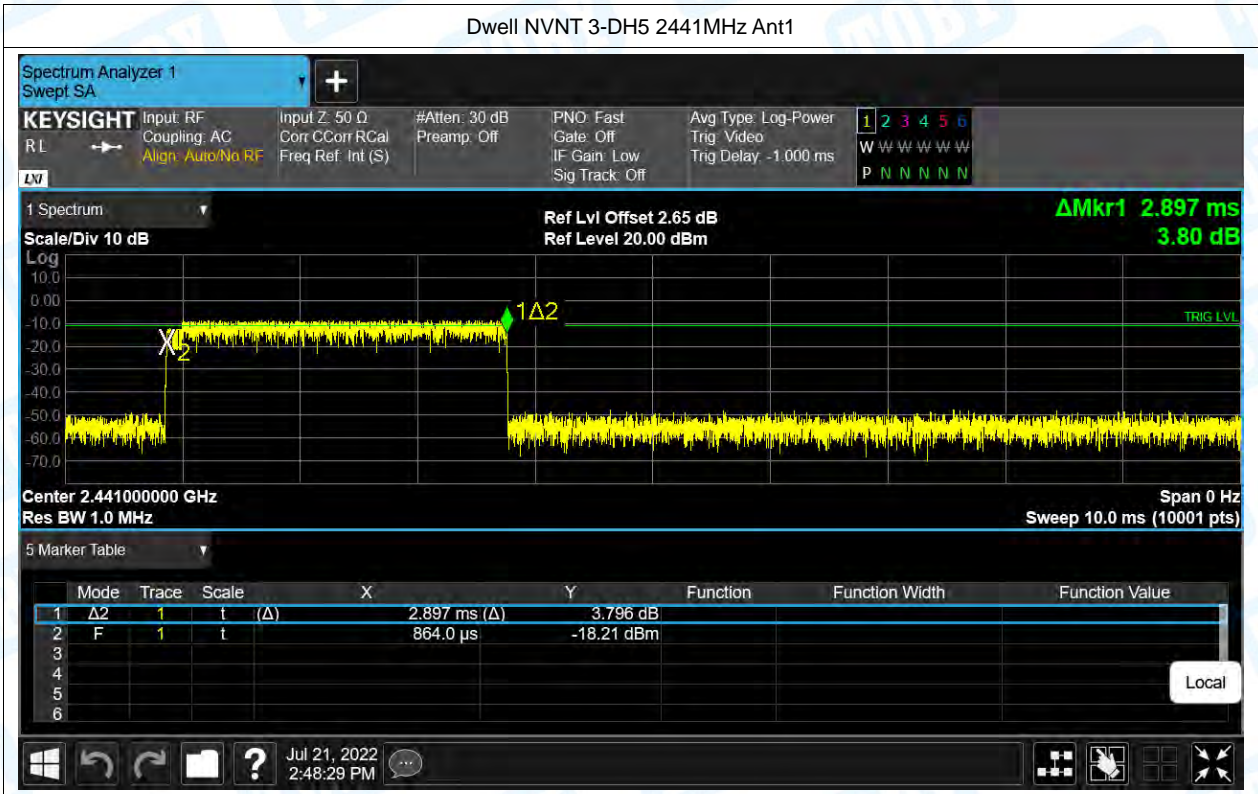 Dwell NVNT 3-DH5 2441MHz Ant1
Spectrum Analyzer 1
Swept SA
+
KEYSIGHT Input: RF Input Z: 50 Ω #Atten: 30 dB PNO: Fast Avg Type: Log-Power 1 2 3 4 5 6
RL Coupling: AC Corr CCorr RCal Preamp: Off Gate: Off Trig: Video W W W W W W
Align: Auto/No RF Freq Ref: Int (S) IF Gain: Low Trig Delay: -1.000 ms P N N N N N
LXI Sig Track: Off
1 Spectrum Ref Lvl Offset 2.65 dB ΔMkr1 2.897 ms
Scale/Div 10 dB Ref Level 20.00 dBm 3.80 dB
Log
10.0
0.00
1Δ2
-10.0 TRIG LVL
-20.0 X2
-30.0
-40.0
-50.0
-60.0
-70.0
Center 2.441000000 GHz Span 0 Hz
Res BW 1.0 MHz Sweep 10.0 ms (10001 pts)
5 Marker Table
Mode Trace Scale X Y Function Function Width Function Value
1 Δ2 1 t (Δ) 2.897 ms (Δ) 3.796 dB
2 F 1 t 864.0 µs -18.21 dBm
3
4
5
6
Local
? Jul 21, 2022
2:48:29 PM